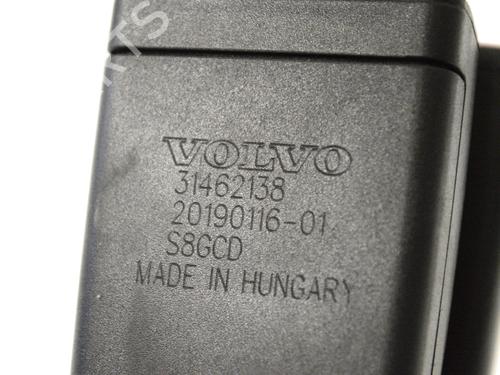 VOLVO
31462138
20190116-01
S8GCD
MADE IN HUNGARY